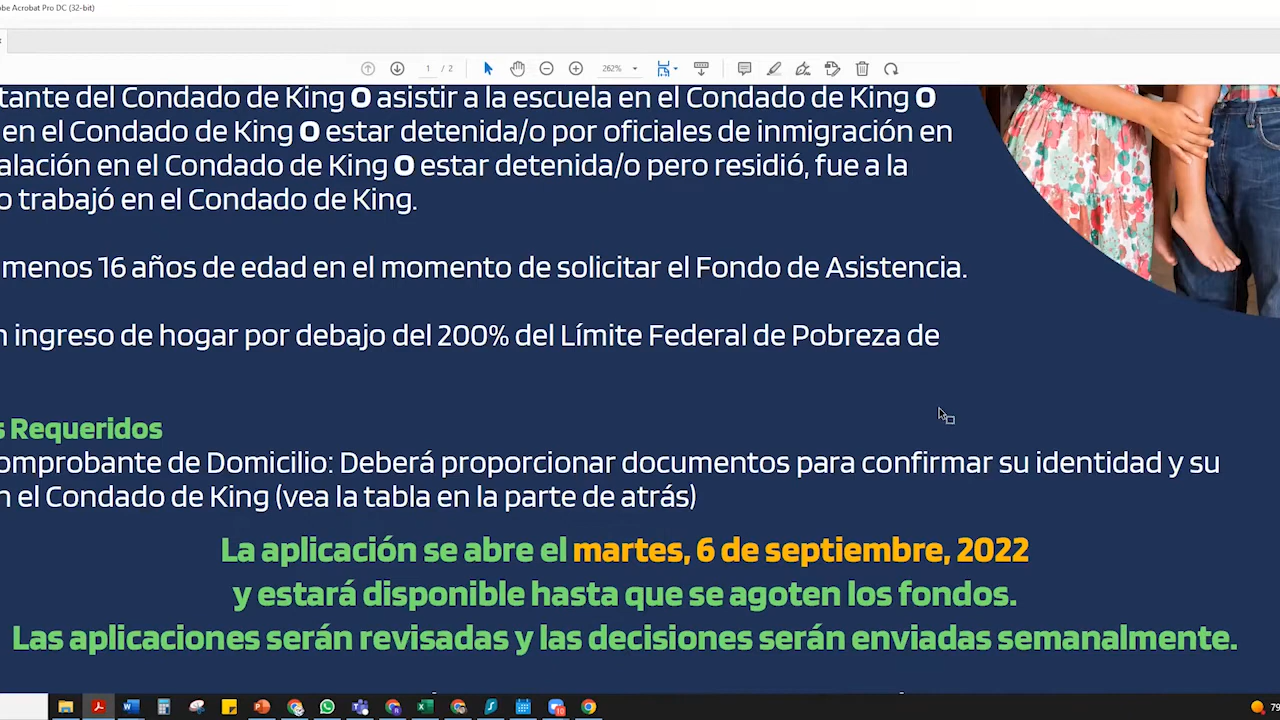 obe Acrobat Pro DC (32-bit)
1 / 2
262%
tante del Condado de King O asistir a la escuela en el Condado de King O
en el Condado de King O estar detenida/o por oficiales de inmigración en
alación en el Condado de King O estar detenida/o pero residió, fue a la
o trabajó en el Condado de King.
menos 16 años de edad en el momento de solicitar el Fondo de Asistencia.
n ingreso de hogar por debajo del 200% del Límite Federal de Pobreza de
s Requeridos
omprobante de Domicilio: Deberá proporcionar documentos para confirmar su identidad y su
n el Condado de King (vea la tabla en la parte de atrás)
La aplicación se abre el martes, 6 de septiembre, 2022
y estará disponible hasta que se agoten los fondos.
Las aplicaciones serán revisadas y las decisiones serán enviadas semanalmente.